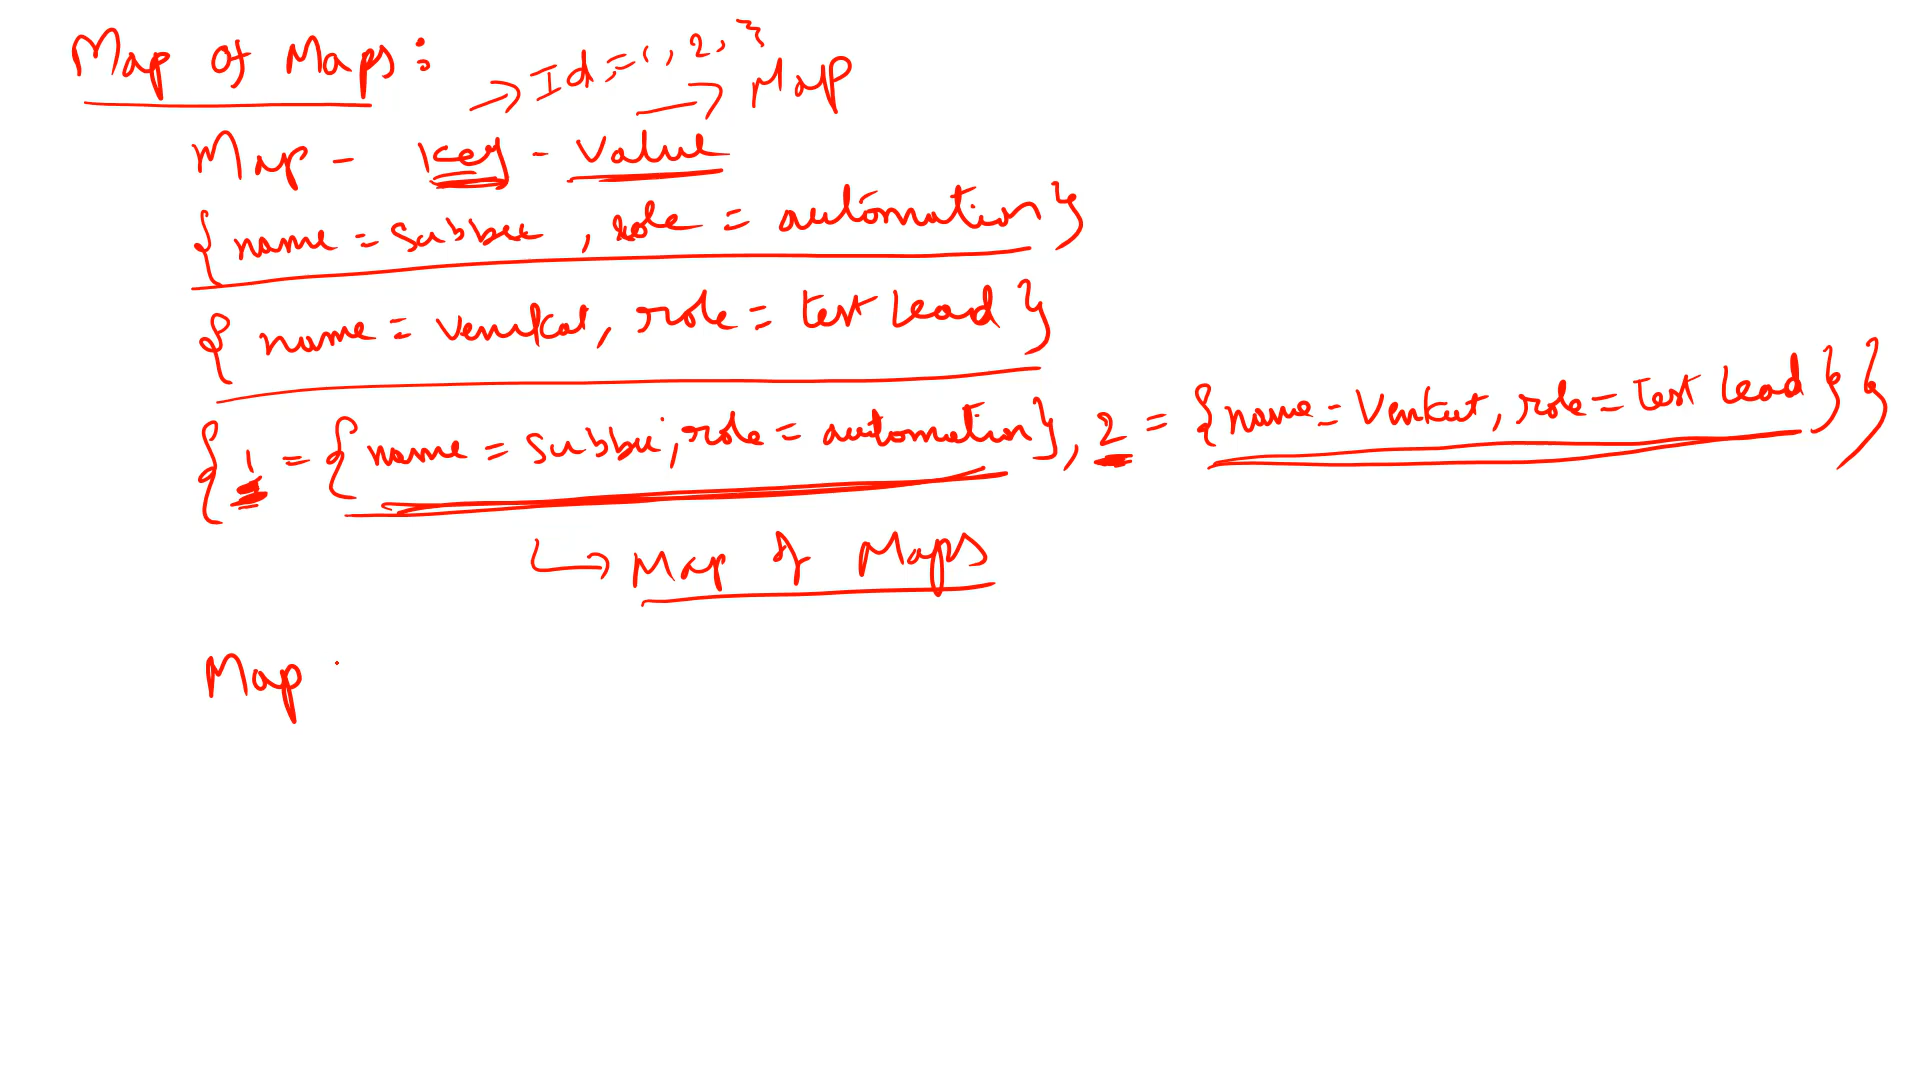 Map of Maps:
→ Id = 1, 2, 3
→ Map
Map - key - value
{name = subbu, role = automation}
{name = venkat, role = test lead}
{1 = {name = subbu, role = automation}, 2 = {name = venkat, role = test lead}}
↳ Map of Maps
Map